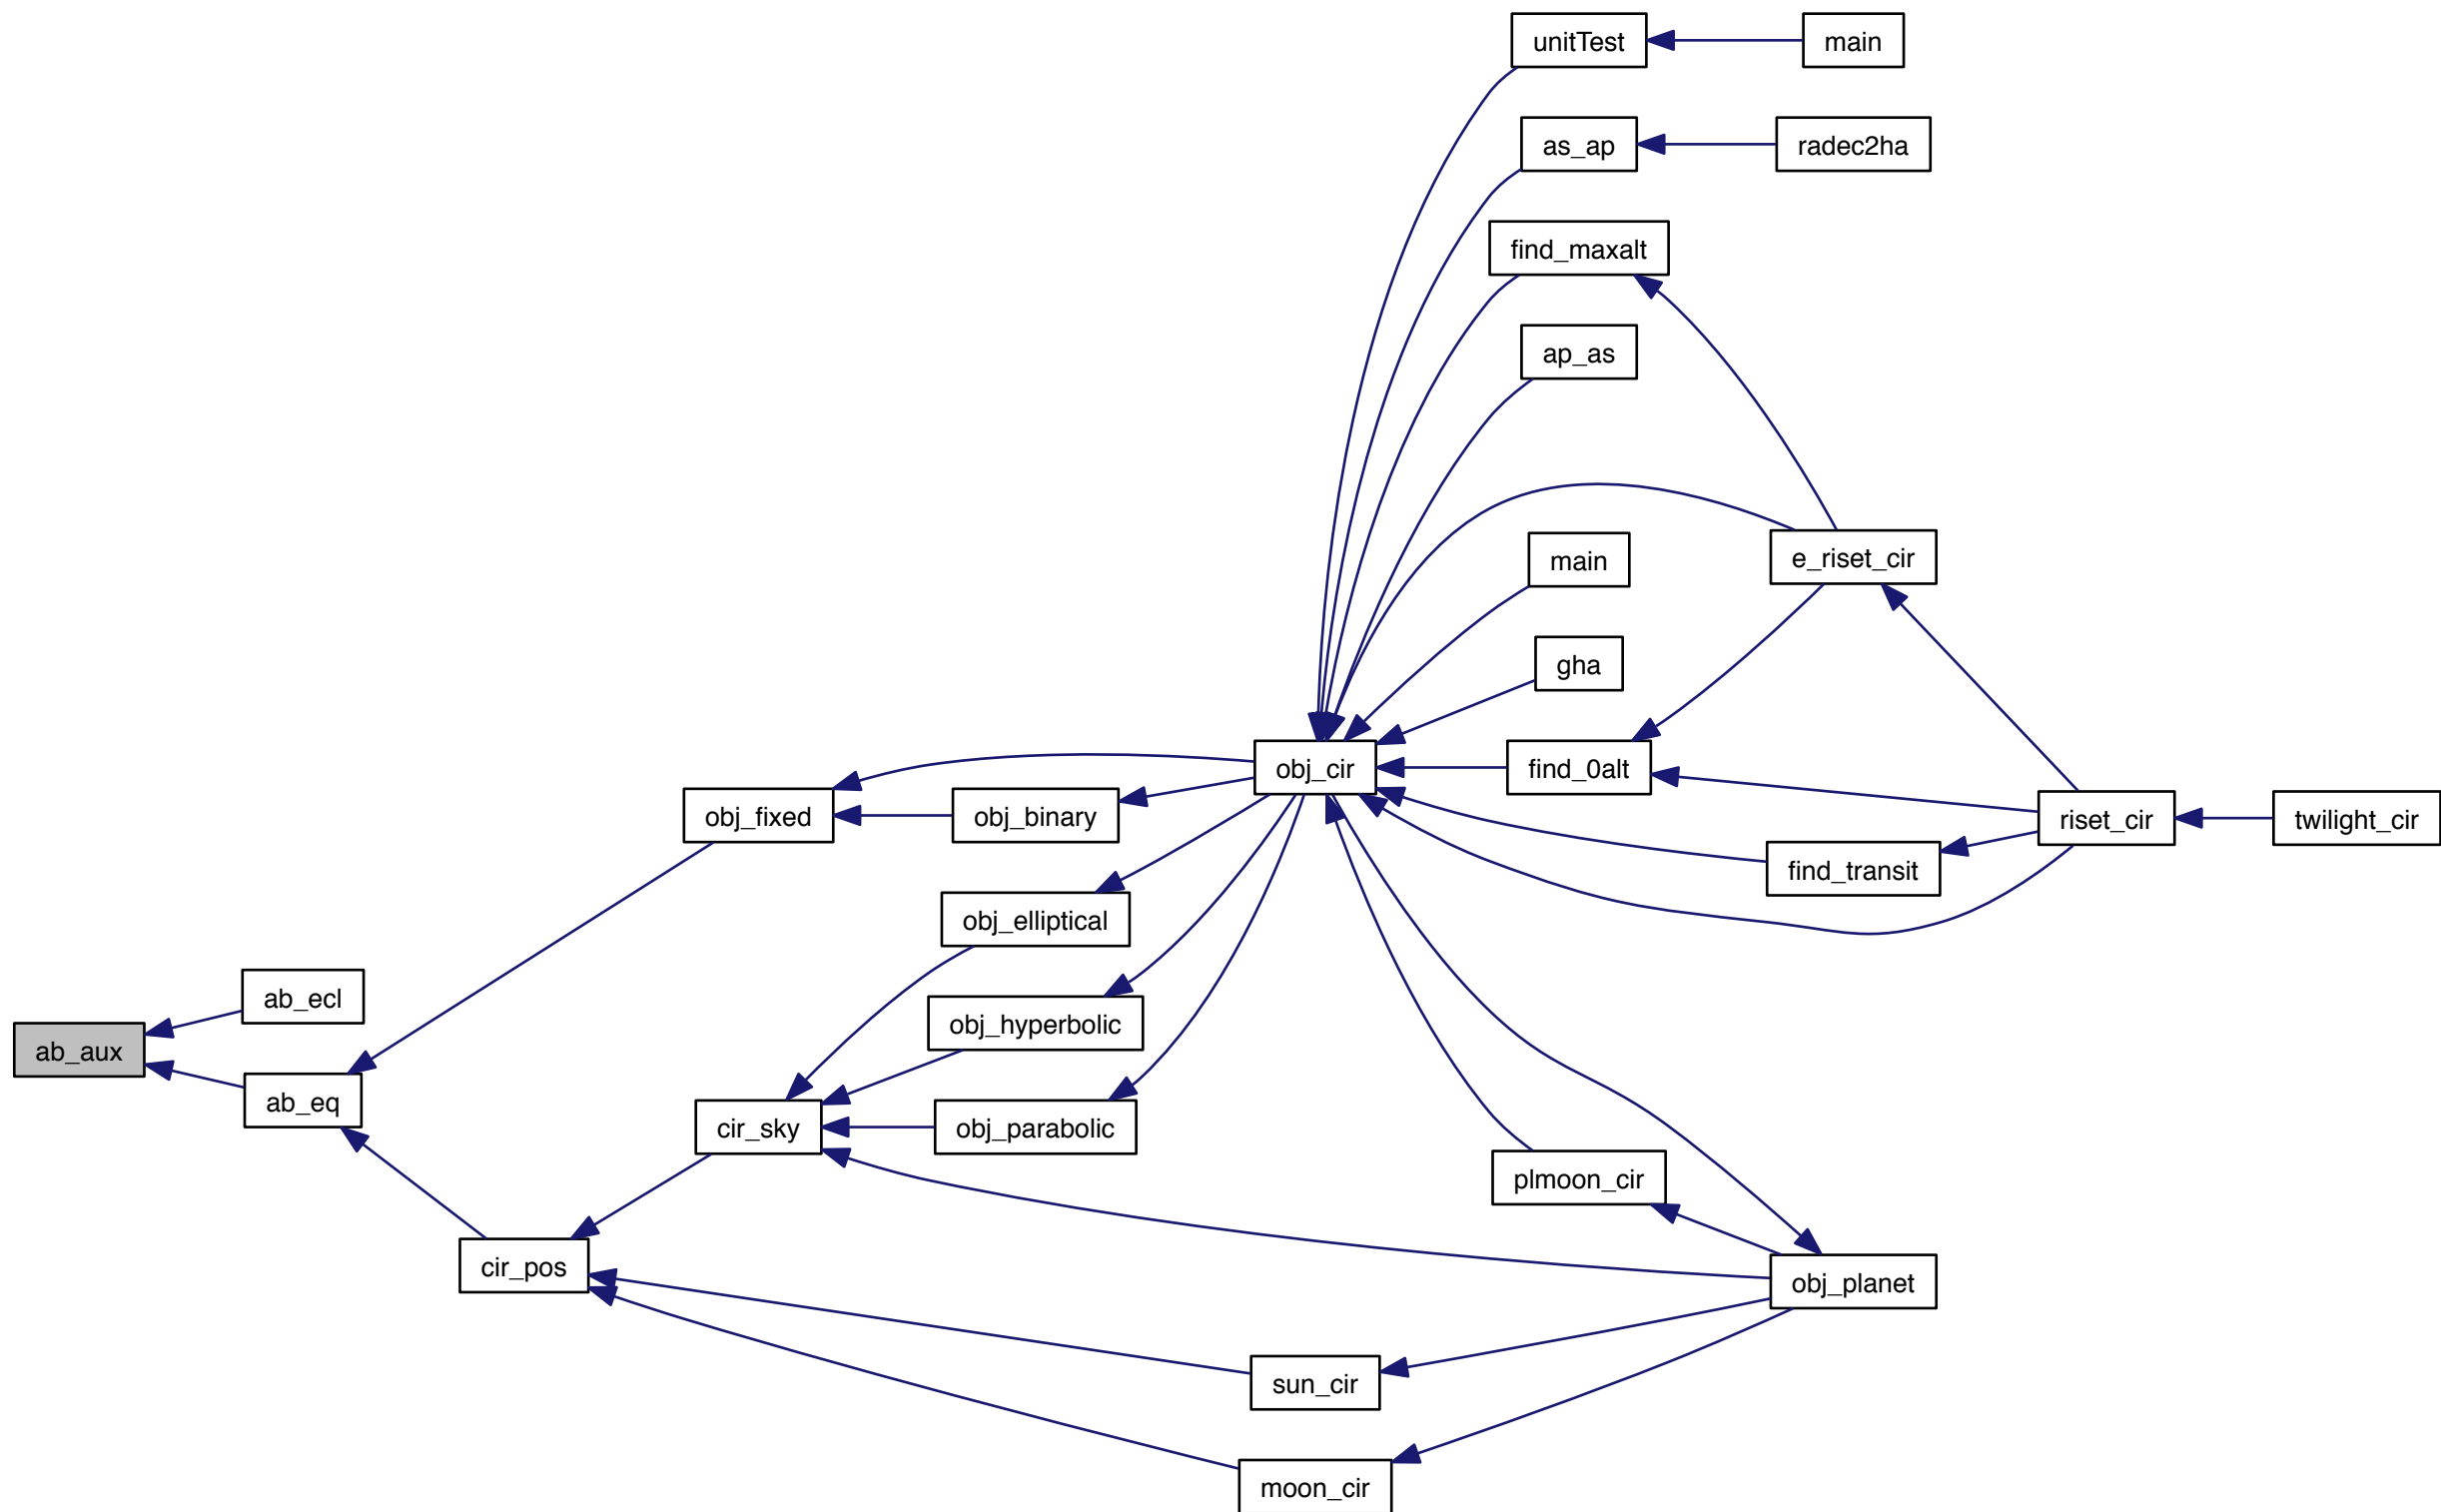 unitTest
main
as_ap
radec2ha
find_maxalt
ap_as
main
e_riset_cir
gha
obj_cir
find_0alt
obj_fixed
obj_binary
riset_cir
twilight_cir
find_transit
obj_elliptical
ab_ecl
obj_hyperbolic
ab_aux
ab_eq
cir_sky
obj_parabolic
plmoon_cir
cir_pos
obj_planet
sun_cir
moon_cir